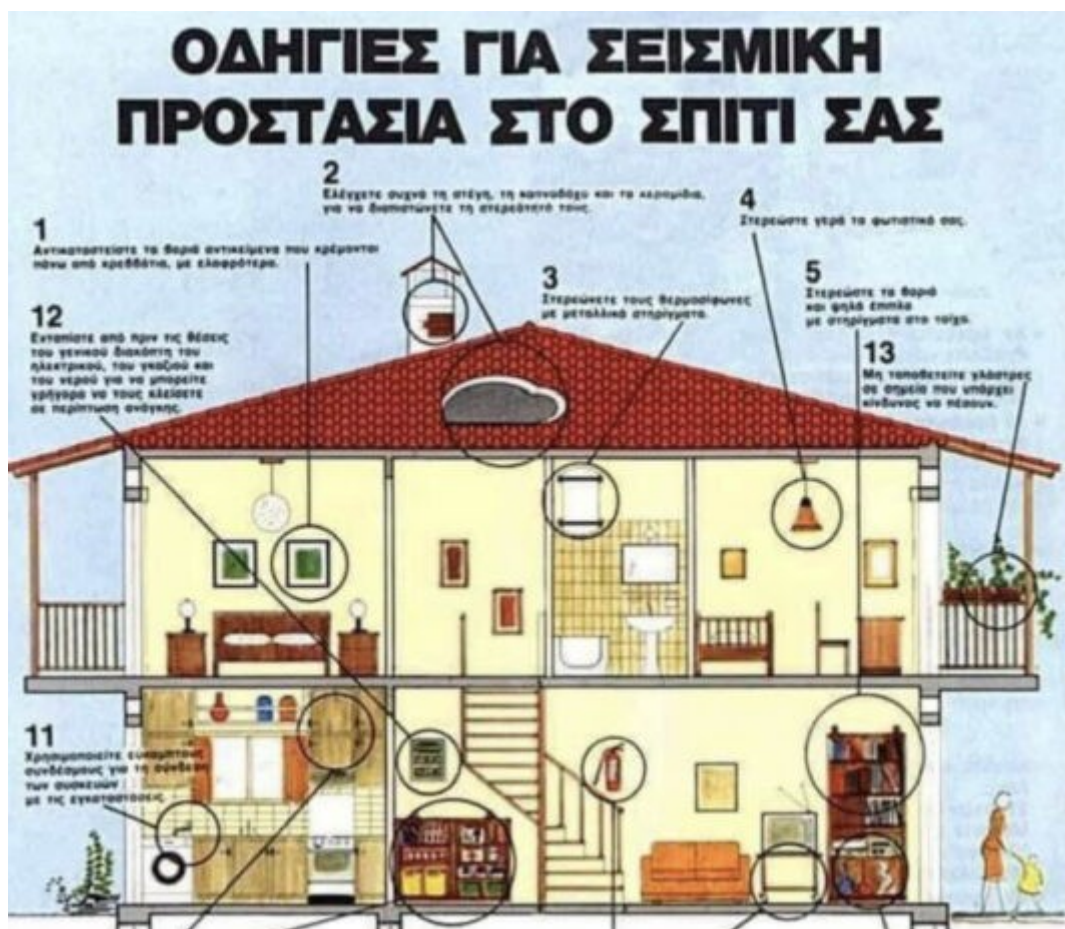 ΟΔΗΓΙΕΣ ΓΙΑ ΣΕΙΣΜΙΚΗ
ΠΡΟΣΤΑΣΙΑ ΣΤΟ ΣΠΙΤΙ ΣΑΣ
1
Αντικαταστείστε τα βαριά αντικείμενα που κρέμονται
πάνω από κρεββάτια, με ελαφρότερα.
2
Ελέγχετε συχνά τη στέγη, τη καπνοδόχο και τα κεραμίδια,
για να διαπιστώνετε τη στερεότητά τους.
3
Στερεώνετε τους θερμοσίφωνες
με μεταλλικά στηρίγματα.
4
Στερεώστε γερά τα φωτιστικά σας.
5
Στερεώστε τα βαριά
και ψηλά έπιπλα
με στηρίγματα στο τοίχο.
12
Εντοπίστε από πριν τις θέσεις
του γενικού διακόπτη του
ηλεκτρικού, του γκαζιού και
του νερού για να μπορείτε
γρήγορα να τους κλείσετε
σε περίπτωση ανάγκης.
13
Μη τοποθετείτε γλάστρες
σε σημεία που υπάρχει
κίνδυνος να πέσουν.
11
Χρησιμοποιείτε εύκαμπτους
συνδέσμους για τη σύνδεση
των συσκευών
με τις εγκαταστάσεις.